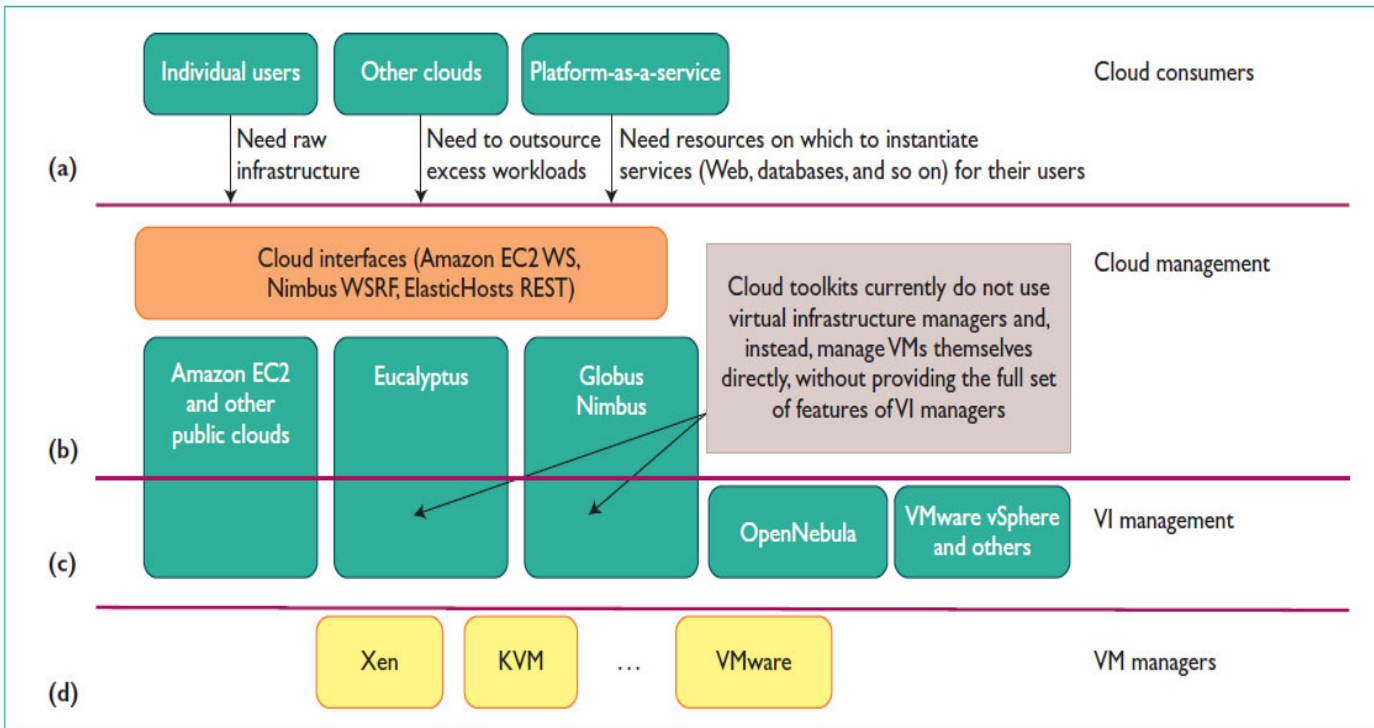 Individual users
Other clouds
Platform-as-a-service
Cloud consumers
Need raw
infrastructure
Need to outsource
excess workloads
Need resources on which to instantiate
services (Web, databases, and so on) for their users
(a)
Cloud interfaces (Amazon EC2 WS,
Nimbus WSRF, ElasticHosts REST)
Cloud management
Cloud toolkits currently do not use
virtual infrastructure managers and,
instead, manage VMs themselves
directly, without providing the full set
of features of VI managers
Amazon EC2
and other
public clouds
Eucalyptus
Globus
Nimbus
(b)
OpenNebula
VMware vSphere
and others
VI management
(c)
Xen
KVM
...
VMware
VM managers
(d)